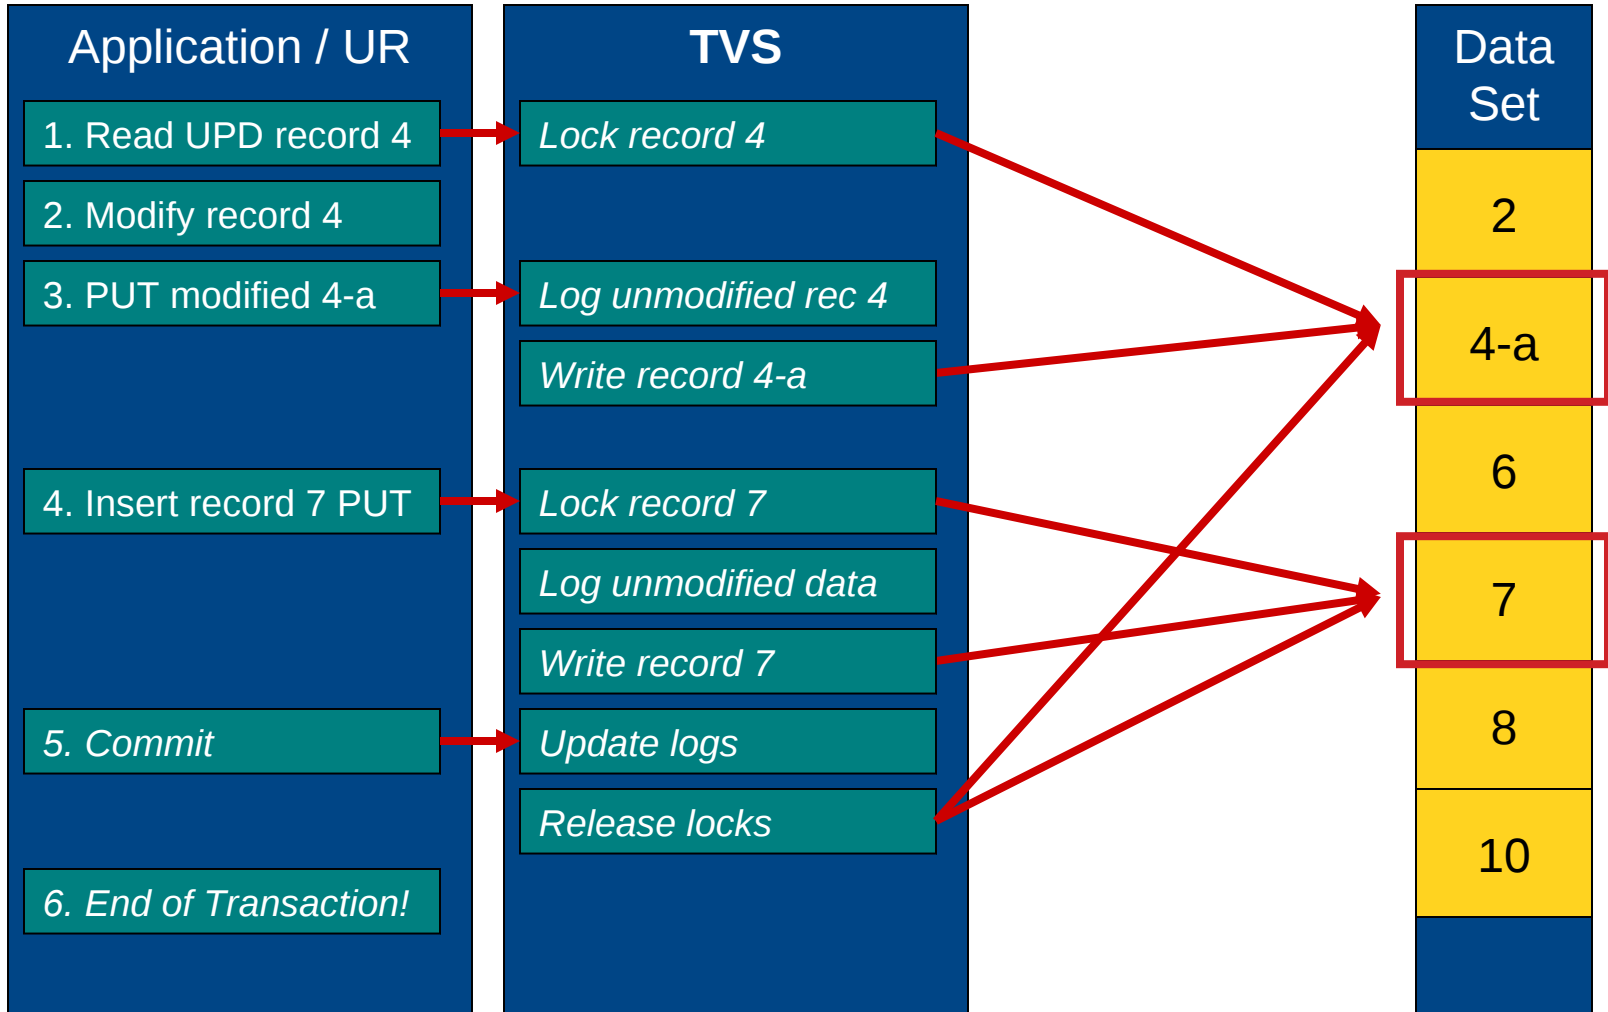 Application / UR
1. Read UPD record 4
2. Modify record 4
3. PUT modified 4-a
4. Insert record 7 PUT
5. Commit
6. End of Transaction!
TVS
Lock record 4
Log unmodified rec 4
Write record 4-a
Lock record 7
Log unmodified data
Write record 7
Update logs
Release locks
Data
Set
2
4-a
6
7
8
10